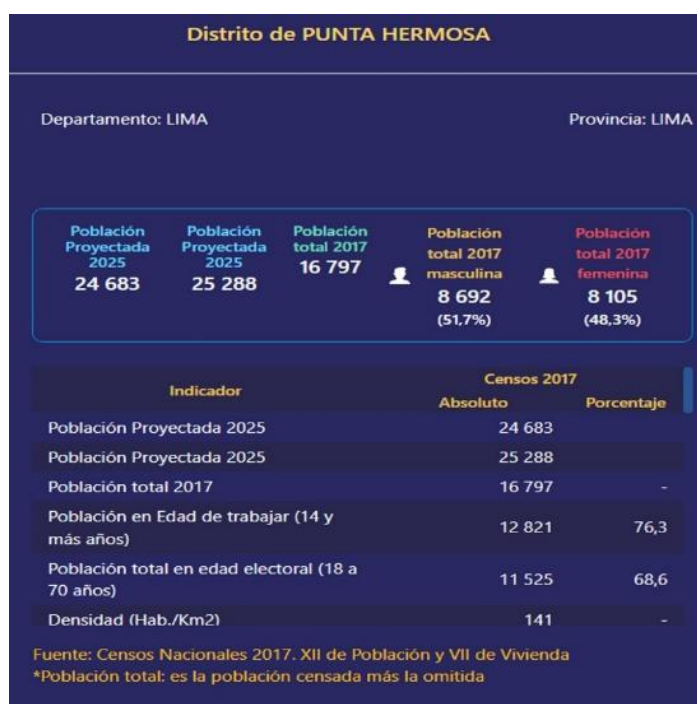 Distrito de PUNTA HERMOSA
Departamento: LIMA
Provincia: LIMA
Población Proyectada 2025 24 683
Población Proyectada 2025 25 288
Población total 2017 16 797
Población total 2017 masculina 8 692 (51,7%)
Población total 2017 femenina 8 105 (48,3%)
Indicador
Censos 2017
Absoluto Porcentaje
Población Proyectada 2025 24 683
Población Proyectada 2025 25 288
Población total 2017 16 797 -
Población en Edad de trabajar (14 y
más años) 12 821 76,3
Población total en edad electoral (18 a
70 años) 11 525 68,6
Densidad (Hab./Km2) 141 -
Fuente: Censos Nacionales 2017. XII de Población y VII de Vivienda
*Población total: es la población censada más la omitida